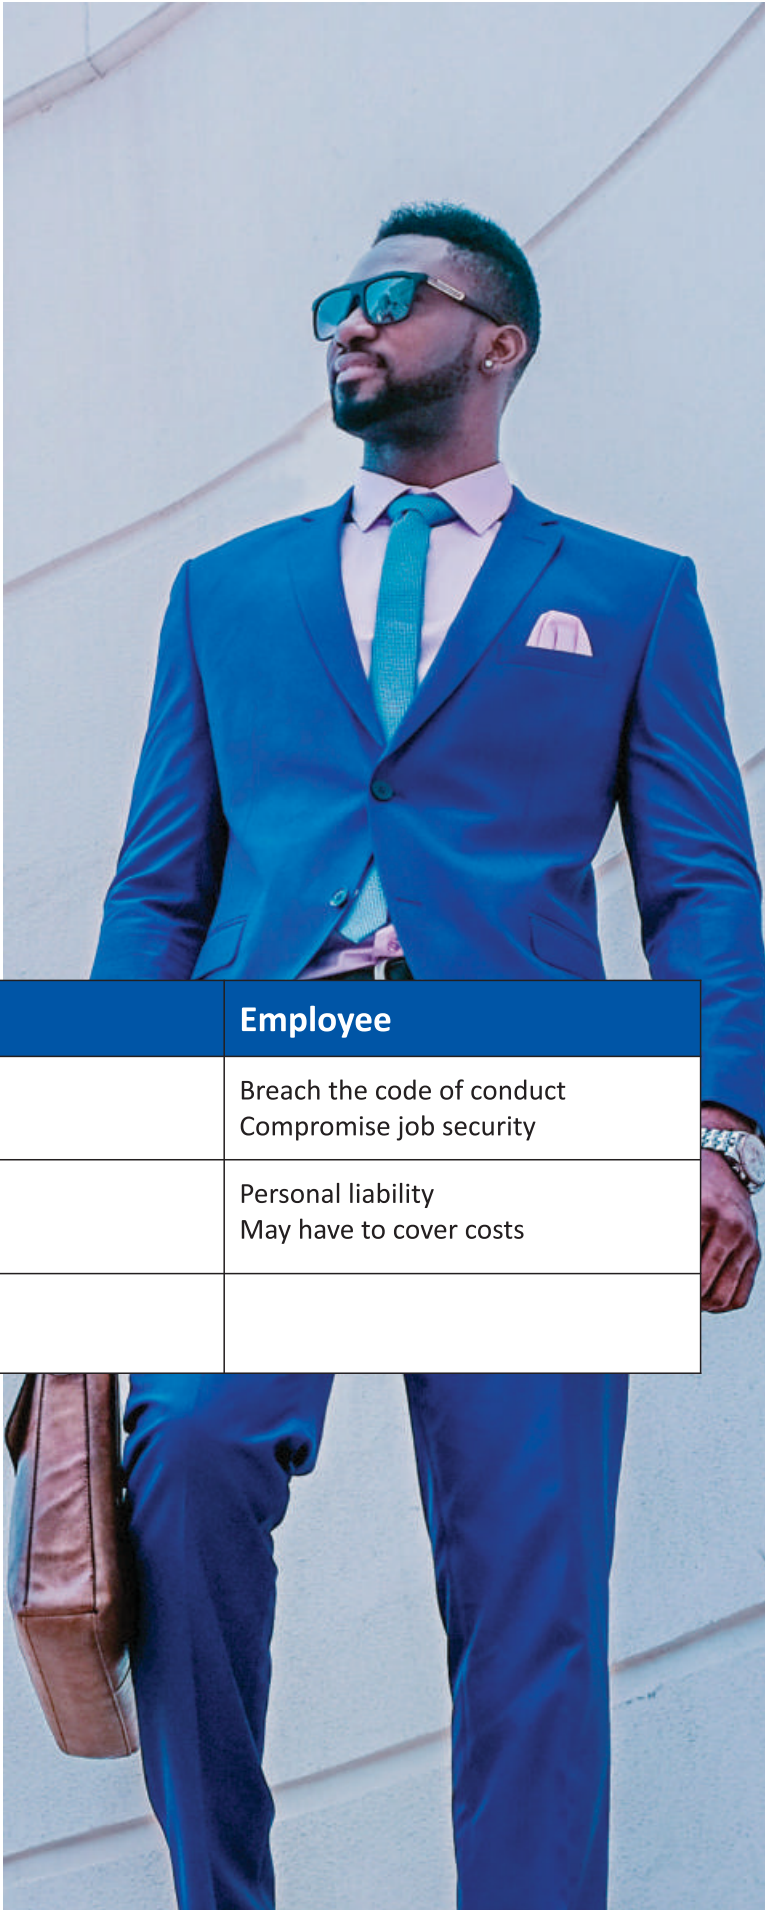 Employee
Breach the code of conduct
Compromise job security
Personal liability
May have to cover costs